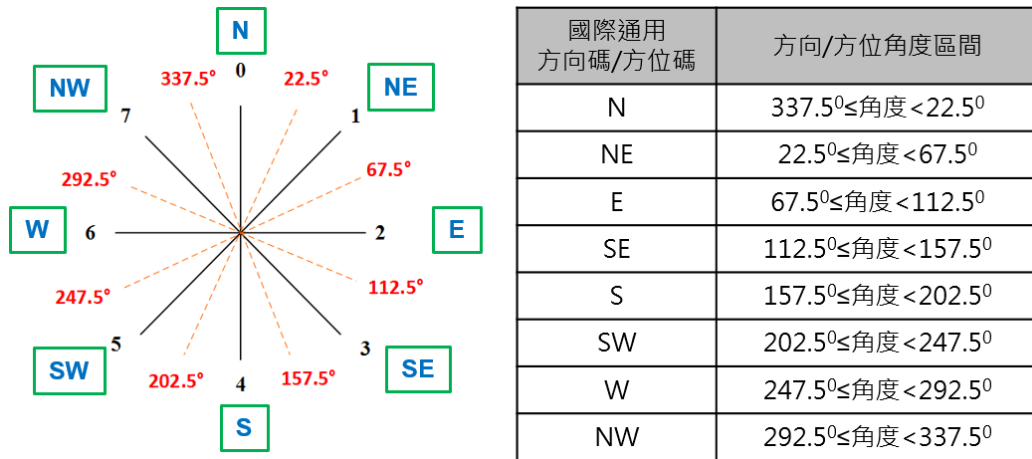 N
0
337.5°
22.5°
NW
NE
7
1
292.5°
67.5°
W
6
2
E
247.5°
112.5°
5
3
SW
SE
202.5°
4
157.5°
S
國際通用
方向碼/方位碼
方向/方位角度區間
N
337.5⁰≤角度<22.5⁰
NE
22.5⁰≤角度<67.5⁰
E
67.5⁰≤角度<112.5⁰
SE
112.5⁰≤角度<157.5⁰
S
157.5⁰≤角度<202.5⁰
SW
202.5⁰≤角度<247.5⁰
W
247.5⁰≤角度<292.5⁰
NW
292.5⁰≤角度<337.5⁰